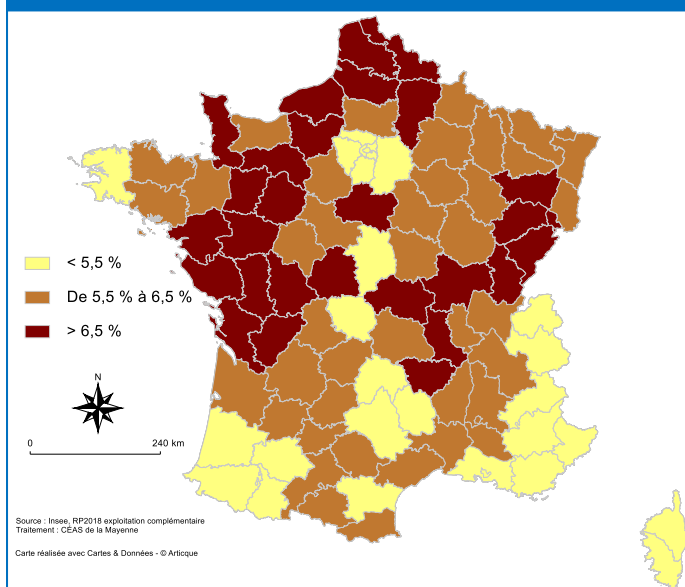 < 5,5 %
De 5,5 % à 6,5 %
> 6,5 %
N
0 240 km
Source : Insee, RP2018 exploitation complémentaire
Traitement : CÉAS de la Mayenne
Carte réalisée avec Cartes & Données - © Articque